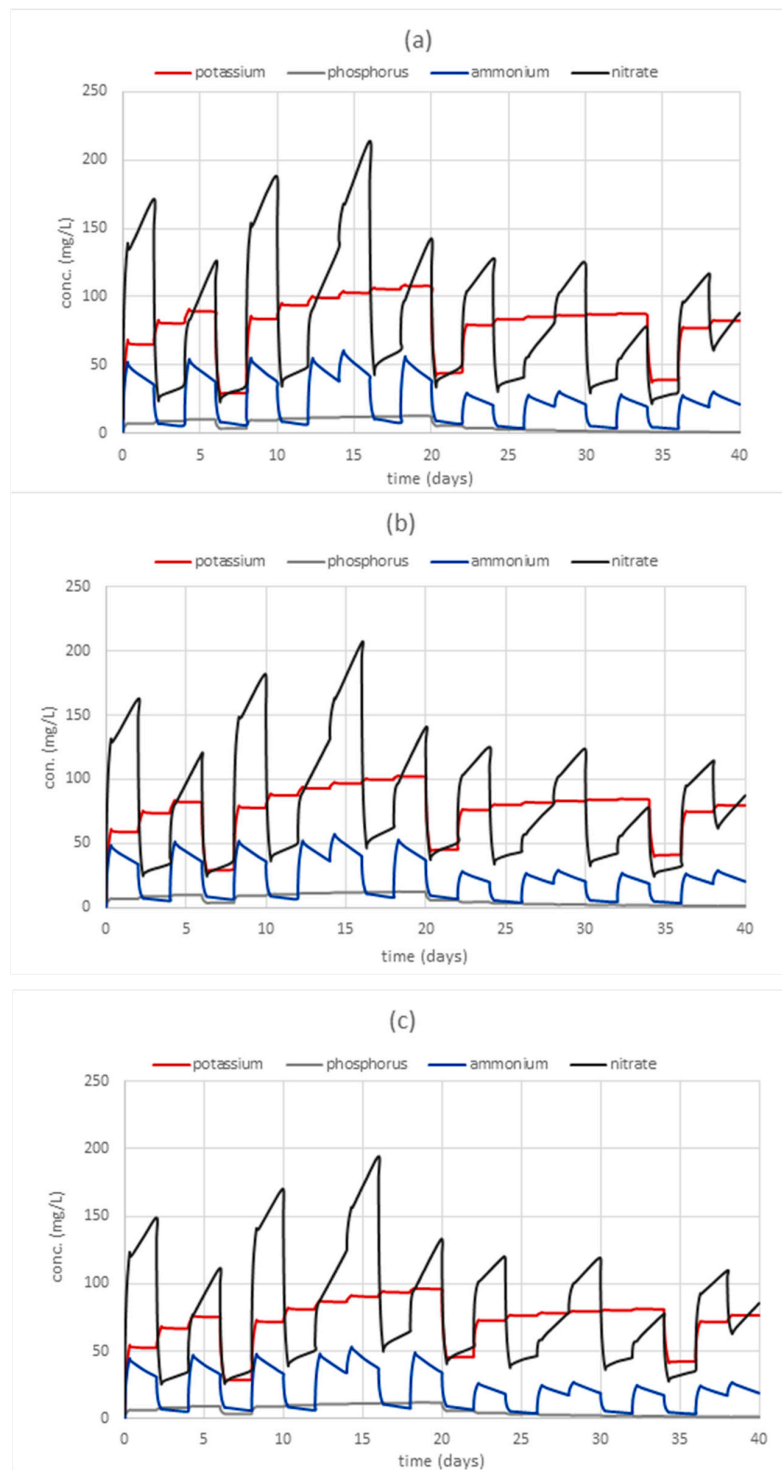 (a)
potassium phosphorus ammonium nitrate
250
200
150
100
50
0
conc. (mg/L)
0 5 10 15 20 25 30 35 40
time (days)
(b)
potassium phosphorus ammonium nitrate
250
200
150
100
50
0
con. (mg/L)
0 5 10 15 20 25 30 35 40
time (days)
(c)
potassium phosphorus ammonium nitrate
250
200
150
100
50
0
conc. (mg/L)
0 5 10 15 20 25 30 35 40
time (days)